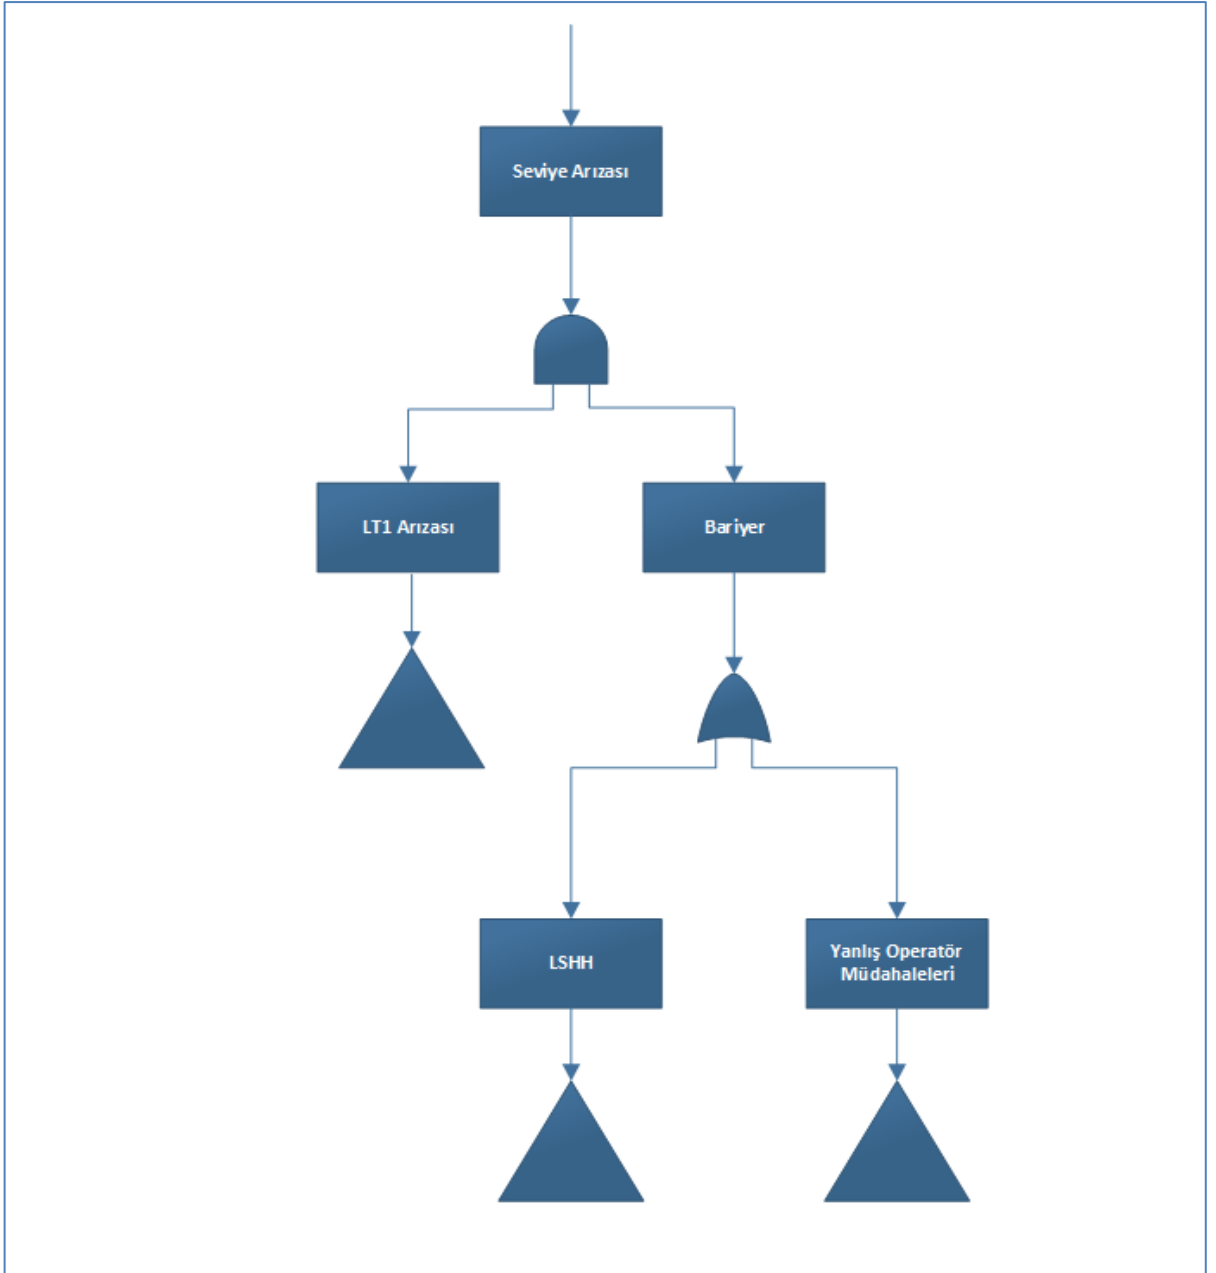 Seviye Arızası
LT1 Arızası
Bariyer
LSHH
Yanlış Operatör
Müdahaleleri